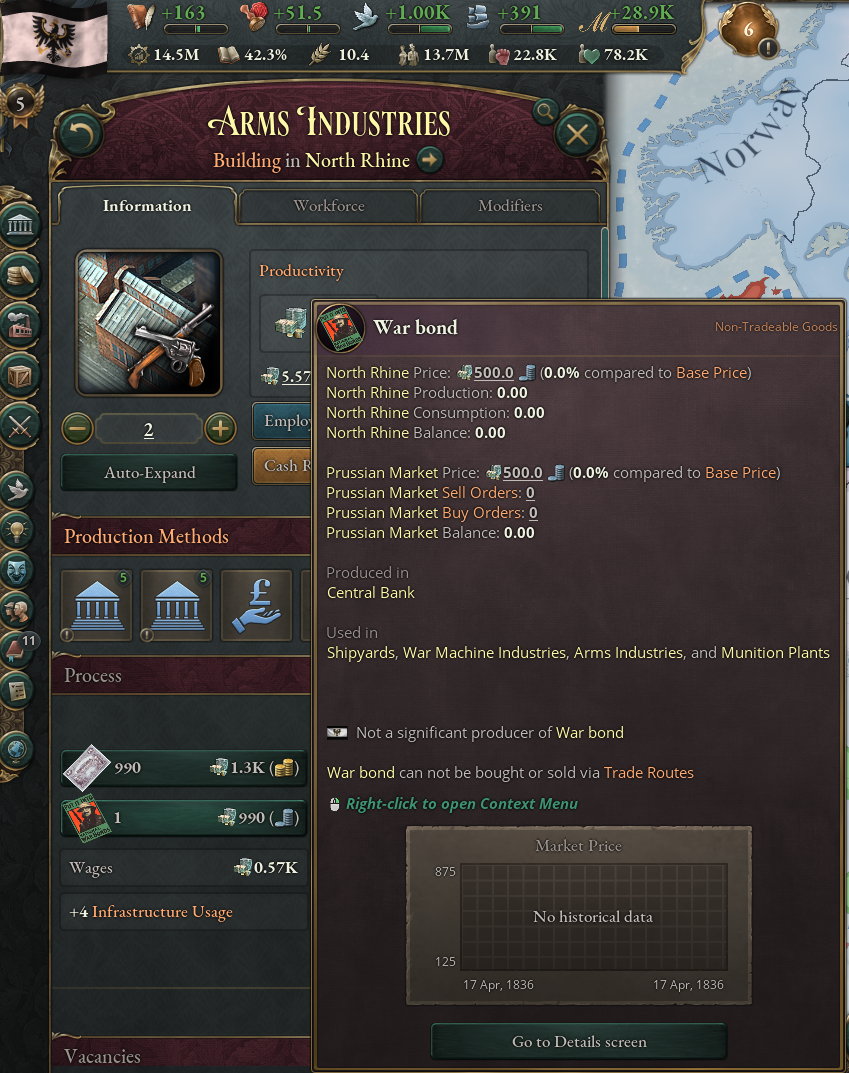 +163
+51.5
+1.00K
+391
+28.9K
6
14.5M
42.3%
10.4
13.7M
22.8K
78.2K
5
Arms Industries
Building in North Rhine
Information
Workforce
Modifiers
Norway
Productivity
5.57
2
Employ
Auto-Expand
Cash R
Production Methods
5
5
£
11
Process
990
1.3K ( )
1
990 ( )
Wages
0.57K
+4 Infrastructure Usage
Vacancies
War bond
Non-Tradeable Goods
North Rhine Price: 500.0 (0.0% compared to Base Price)
North Rhine Production: 0.00
North Rhine Consumption: 0.00
North Rhine Balance: 0.00
Prussian Market Price: 500.0 (0.0% compared to Base Price)
Prussian Market Sell Orders: 0
Prussian Market Buy Orders: 0
Prussian Market Balance: 0.00
Produced in
Central Bank
Used in
Shipyards, War Machine Industries, Arms Industries, and Munition Plants
Not a significant producer of War bond
War bond can not be bought or sold via Trade Routes
Right-click to open Context Menu
Market Price
875
No historical data
125
17 Apr, 1836
17 Apr, 1836
Go to Details screen